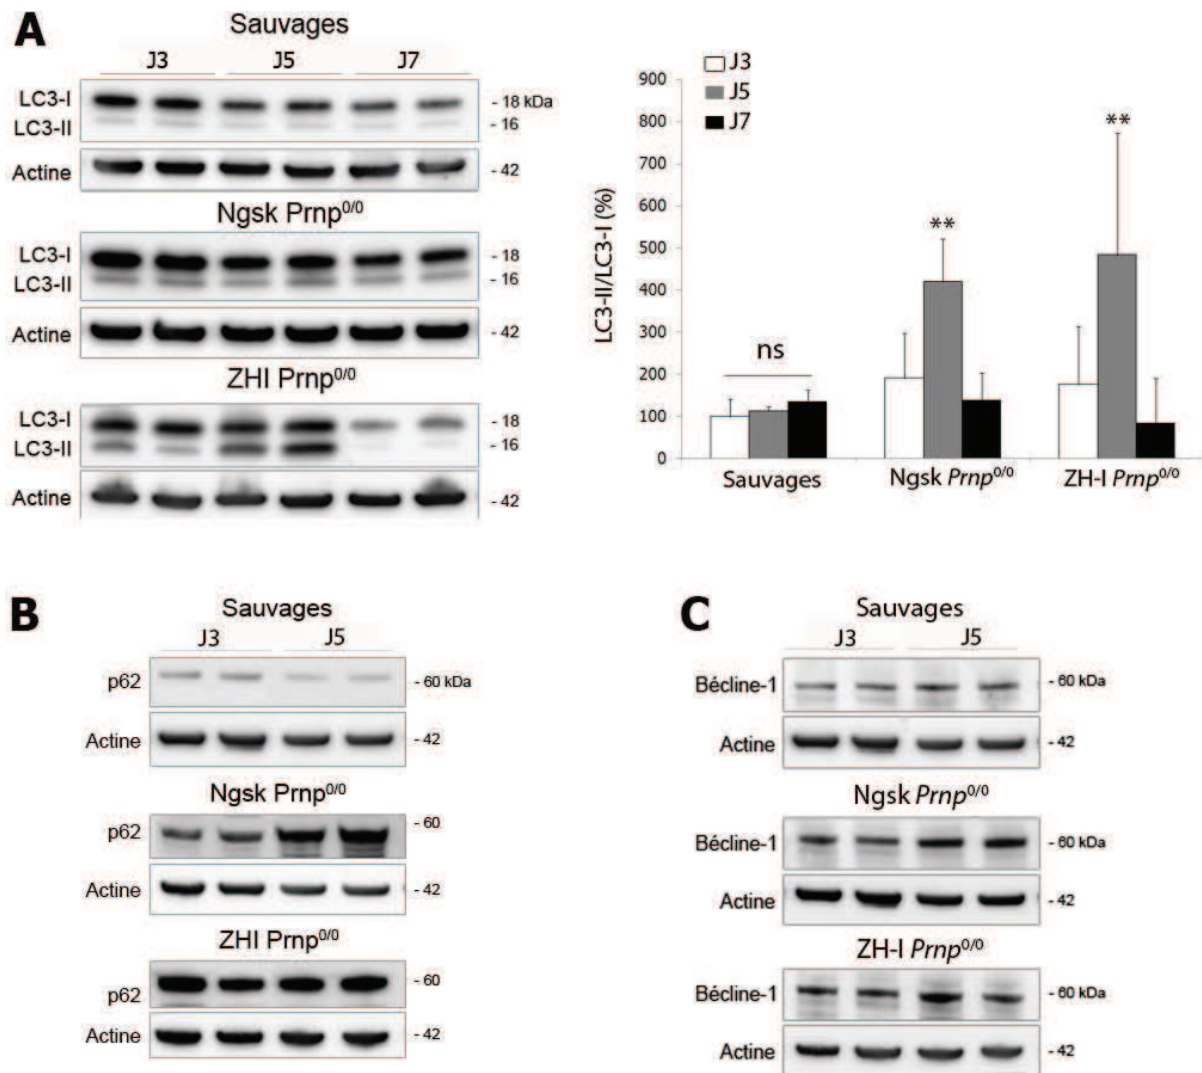 A
Sauvages
J3 J5 J7
LC3-I
LC3-II
- 18 kDa
- 16
Actine
- 42
Ngsk Prnp0/0
LC3-I
LC3-II
- 18
- 16
Actine
- 42
ZHI Prnp0/0
LC3-I
LC3-II
- 18
- 16
Actine
- 42
J3
J5
J7
LC3-II/LC3-I (%)
900
800
700
600
500
400
300
200
100
0
ns
**
**
Sauvages Ngsk Prnp0/0 ZH-I Prnp0/0
B
Sauvages
J3 J5
p62 - 60 kDa
Actine - 42
Ngsk Prnp0/0
p62 - 60
Actine - 42
ZHI Prnp0/0
p62 - 60
Actine - 42
C
Sauvages
J3 J5
Bécline-1 - 60 kDa
Actine - 42
Ngsk Prnp0/0
Bécline-1 - 60 kDa
Actine - 42
ZH-I Prnp0/0
Bécline-1 - 60 kDa
Actine - 42